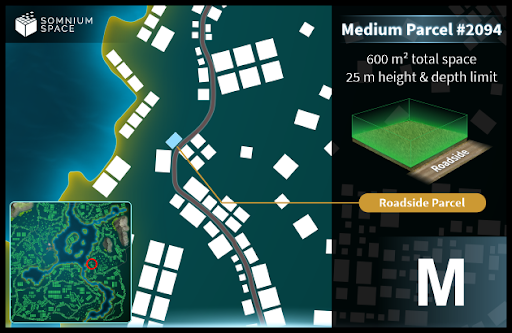 SOMNIUM
SPACE
Medium Parcel #2094
600 m² total space
25 m height & depth limit
Roadside
Roadside Parcel
M